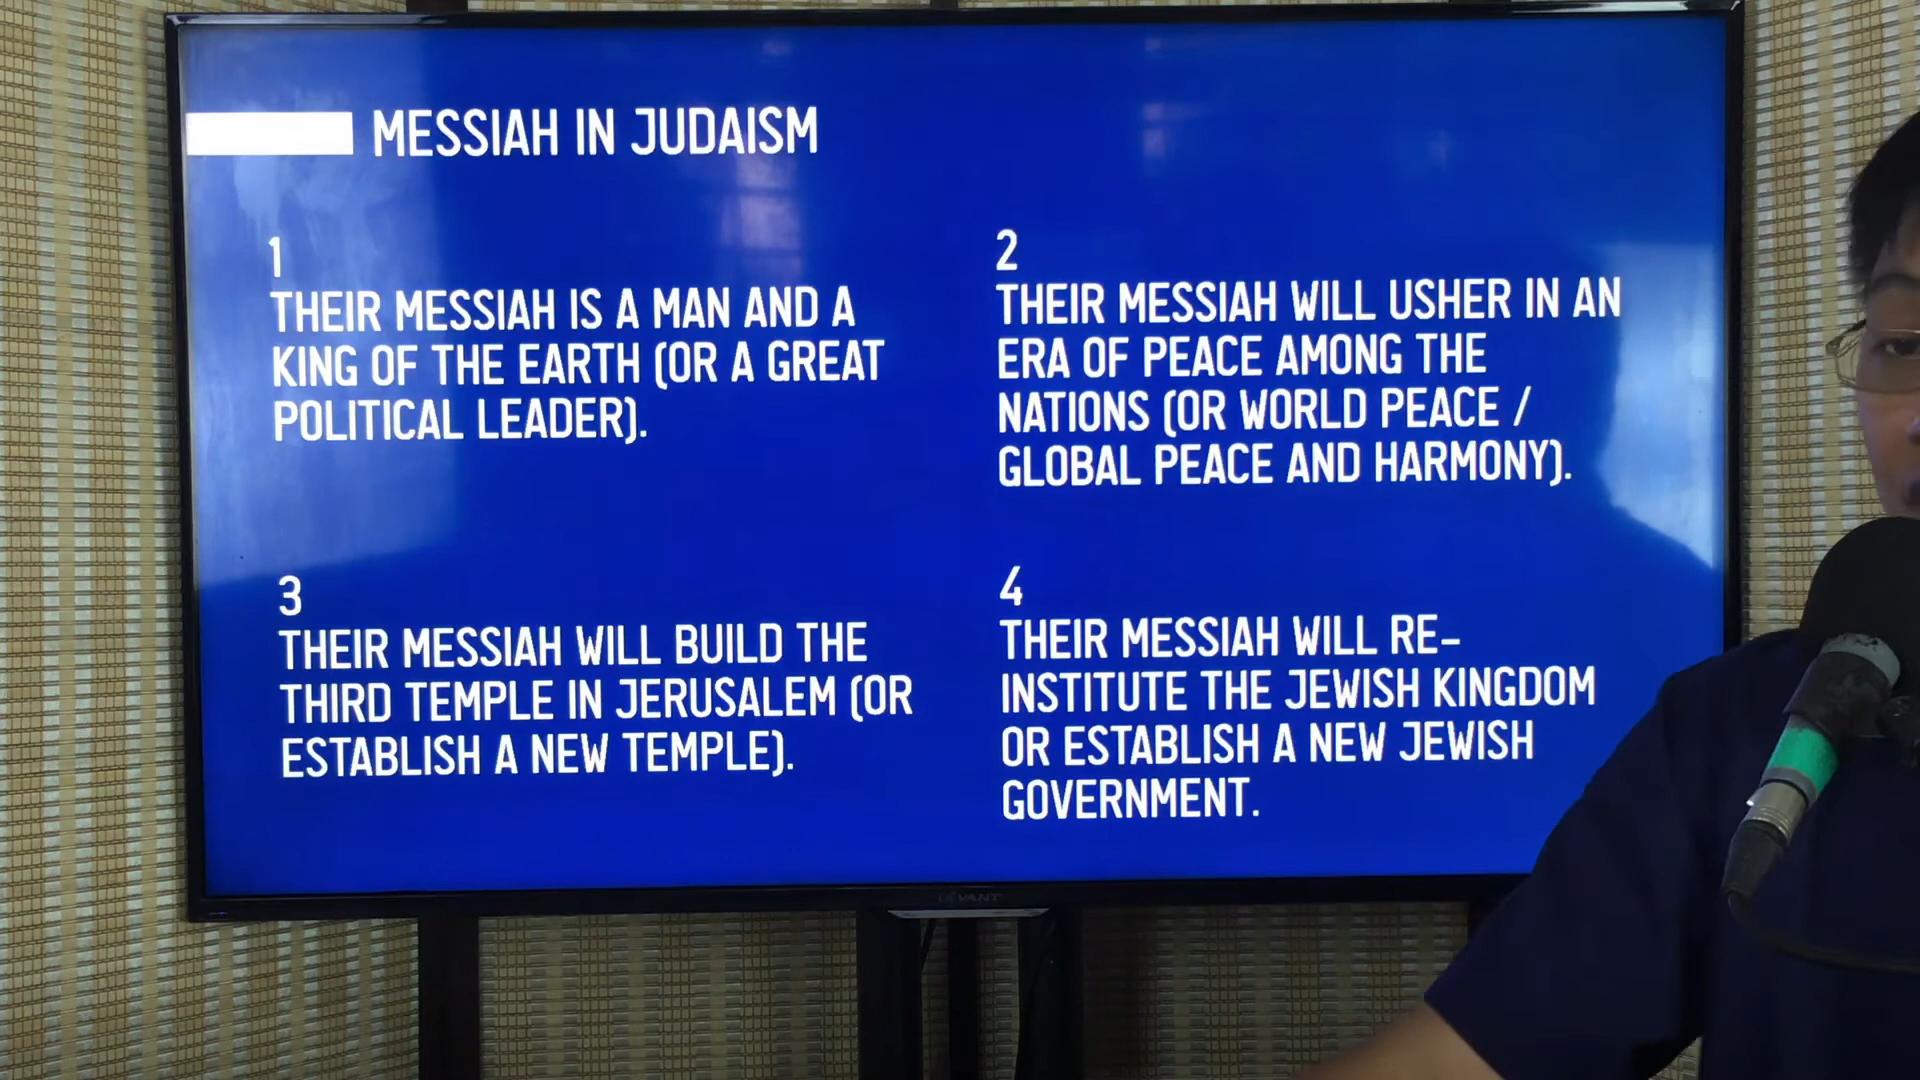 MESSIAH IN JUDAISM
1
THEIR MESSIAH IS A MAN AND A
KING OF THE EARTH (OR A GREAT
POLITICAL LEADER).
2
THEIR MESSIAH WILL USHER IN AN
ERA OF PEACE AMONG THE
NATIONS (OR WORLD PEACE /
GLOBAL PEACE AND HARMONY).
3
THEIR MESSIAH WILL BUILD THE
THIRD TEMPLE IN JERUSALEM (OR
ESTABLISH A NEW TEMPLE).
4
THEIR MESSIAH WILL RE-
INSTITUTE THE JEWISH KINGDOM
OR ESTABLISH A NEW JEWISH
GOVERNMENT.
DEVANT